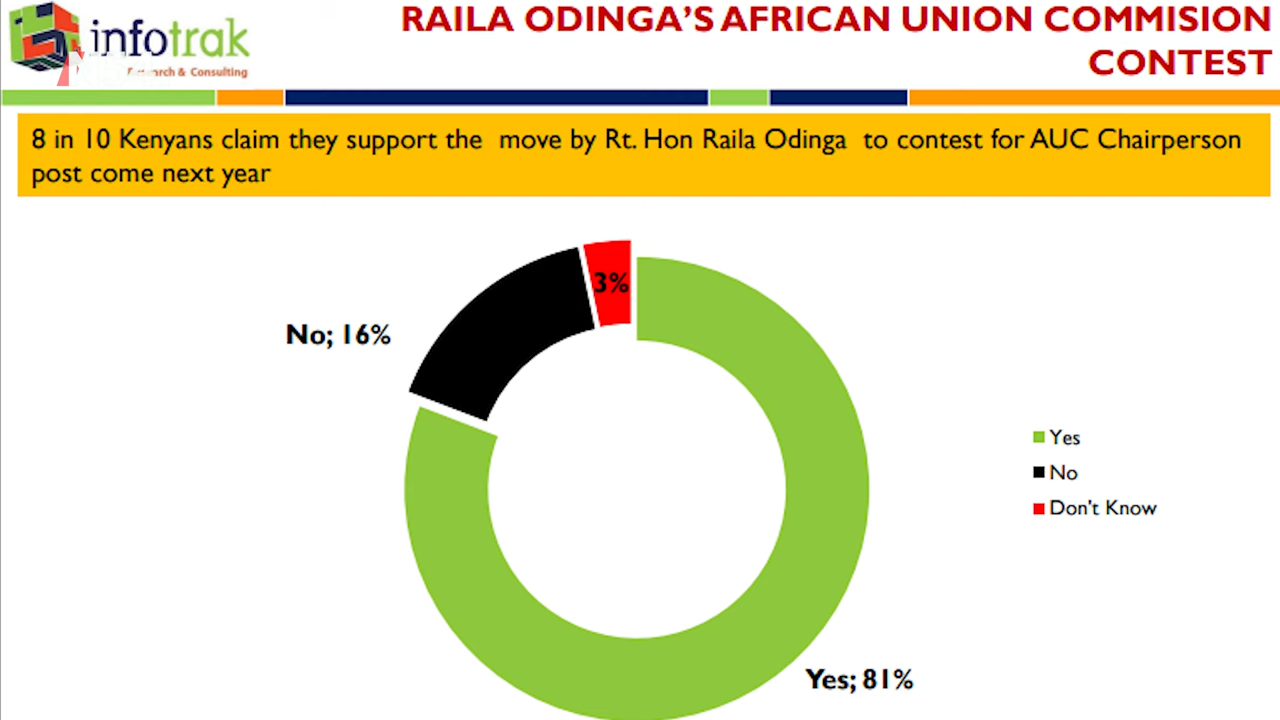 infotrak
Research & Consulting
RAILA ODINGA'S AFRICAN UNION COMMISION
CONTEST
8 in 10 Kenyans claim they support the move by Rt. Hon Raila Odinga to contest for AUC Chairperson
post come next year
3%
No; 16%
Yes
No
Don't Know
Yes; 81%